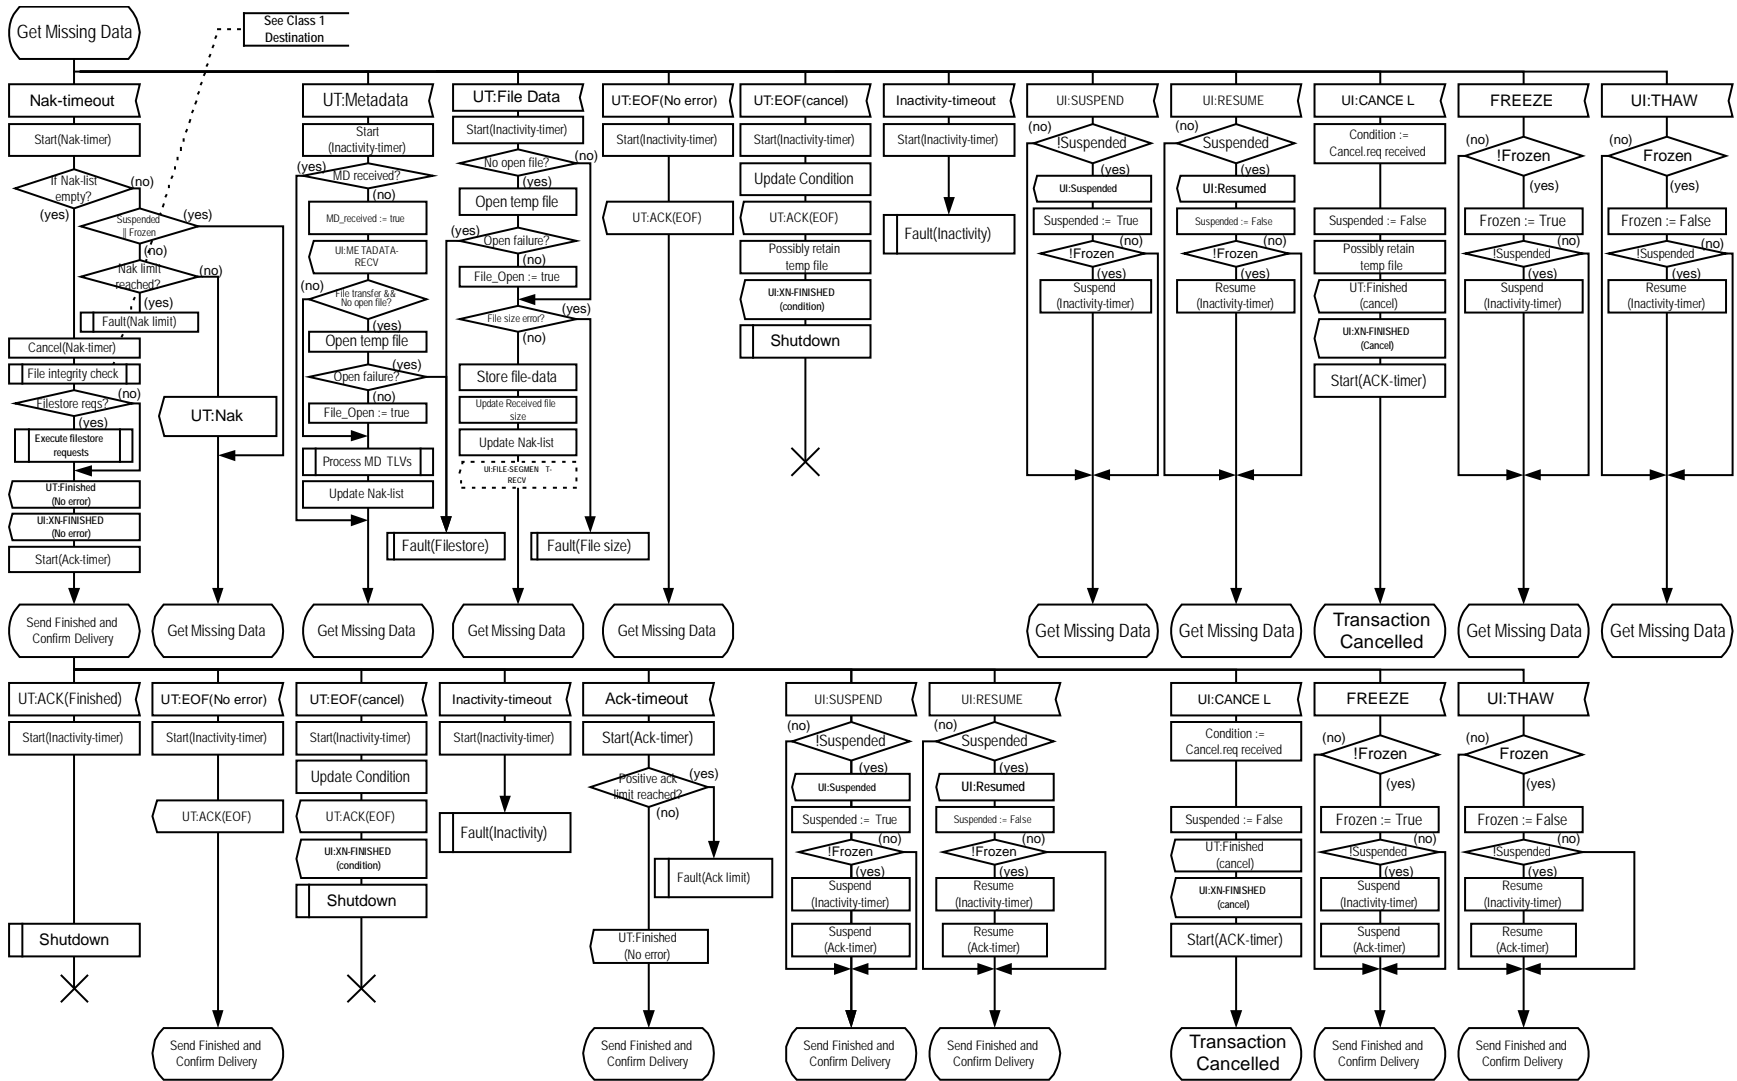 Get Missing Data
See Class 1
Destination
Nak-timeout
Start(Nak-timer)
If Nak-list
empty?
(no)
(yes)
Suspended
|| Frozen
(yes)
(no)
Nak limit
reached?
(no)
(yes)
Fault(Nak limit)
Cancel(Nak-timer)
File integrity check
Filestore reqs?
(no)
(yes)
Execute filestore
requests
UT:Finished
(No error)
UI:XN-FINISHED
(No error)
Start(Ack-timer)
Send Finished and
Confirm Delivery
UT:Nak
Get Missing Data
UT:Metadata
Start
(Inactivity-timer)
(yes)
MD received?
(no)
MD_received := true
UI:METADATA-
RECV
(no)
File transfer &&
No open file?
(yes)
Open temp file
(yes)
Open failure?
(no)
File_Open := true
Process MD TLVs
Update Nak-list
Get Missing Data
UT:File Data
Start(Inactivity-timer)
No open file?
(no)
(yes)
Open temp file
(yes)
Open failure?
(no)
File_Open := true
(yes)
File size error?
(no)
Store file-data
Update Received file
size
Update Nak-list
UI:FILE-SEGMEN T-
RECV
Fault(Filestore)
Fault(File size)
Get Missing Data
UT:EOF(No error)
Start(Inactivity-timer)
UT:ACK(EOF)
Get Missing Data
UT:EOF(cancel)
Start(Inactivity-timer)
Update Condition
UT:ACK(EOF)
Possibly retain
temp file
UI:XN-FINISHED
(condition)
Shutdown
Inactivity-timeout
Start(Inactivity-timer)
Fault(Inactivity)
UI:SUSPEND
(no)
!Suspended
(yes)
UI:Suspended
Suspended := True
(no)
!Frozen
(yes)
Suspend
(Inactivity-timer)
Get Missing Data
UI:RESUME
(no)
Suspended
(yes)
UI:Resumed
Suspended := False
(no)
!Frozen
(yes)
Resume
(Inactivity-timer)
Get Missing Data
UI:CANCE L
Condition :=
Cancel.req received
Suspended := False
Possibly retain
temp file
UT:Finished
(cancel)
UI:XN-FINISHED
(Cancel)
Start(ACK-timer)
Transaction
Cancelled
FREEZE
(no)
!Frozen
(yes)
Frozen := True
(no)
!Suspended
(yes)
Suspend
(Inactivity-timer)
Get Missing Data
UI:THAW
(no)
Frozen
(yes)
Frozen := False
(no)
!Suspended
(yes)
Resume
(Inactivity-timer)
Get Missing Data
UT:ACK(Finished)
Start(Inactivity-timer)
Shutdown
UT:EOF(No error)
Start(Inactivity-timer)
UT:ACK(EOF)
Send Finished and
Confirm Delivery
UT:EOF(cancel)
Start(Inactivity-timer)
Update Condition
UT:ACK(EOF)
UI:XN-FINISHED
(condition)
Shutdown
Inactivity-timeout
Start(Inactivity-timer)
Fault(Inactivity)
Ack-timeout
Start(Ack-timer)
Positive ack
limit reached?
(yes)
(no)
Fault(Ack limit)
UT:Finished
(No error)
Send Finished and
Confirm Delivery
UI:SUSPEND
(no)
!Suspended
(yes)
UI:Suspended
Suspended := True
(no)
!Frozen
(yes)
Suspend
(Inactivity-timer)
Suspend
(Ack-timer)
Send Finished and
Confirm Delivery
UI:RESUME
(no)
Suspended
(yes)
UI:Resumed
Suspended := False
(no)
!Frozen
(yes)
Resume
(Inactivity-timer)
Resume
(Ack-timer)
Send Finished and
Confirm Delivery
UI:CANCE L
Condition :=
Cancel.req received
Suspended := False
UT:Finished
(cancel)
UI:XN-FINISHED
(cancel)
Start(ACK-timer)
Transaction
Cancelled
FREEZE
(no)
!Frozen
(yes)
Frozen := True
(no)
!Suspended
(yes)
Suspend
(Inactivity-timer)
Suspend
(Ack-timer)
Send Finished and
Confirm Delivery
UI:THAW
(no)
Frozen
(yes)
Frozen := False
(no)
!Suspended
(yes)
Resume
(Inactivity-timer)
Resume
(Ack-timer)
Send Finished and
Confirm Delivery